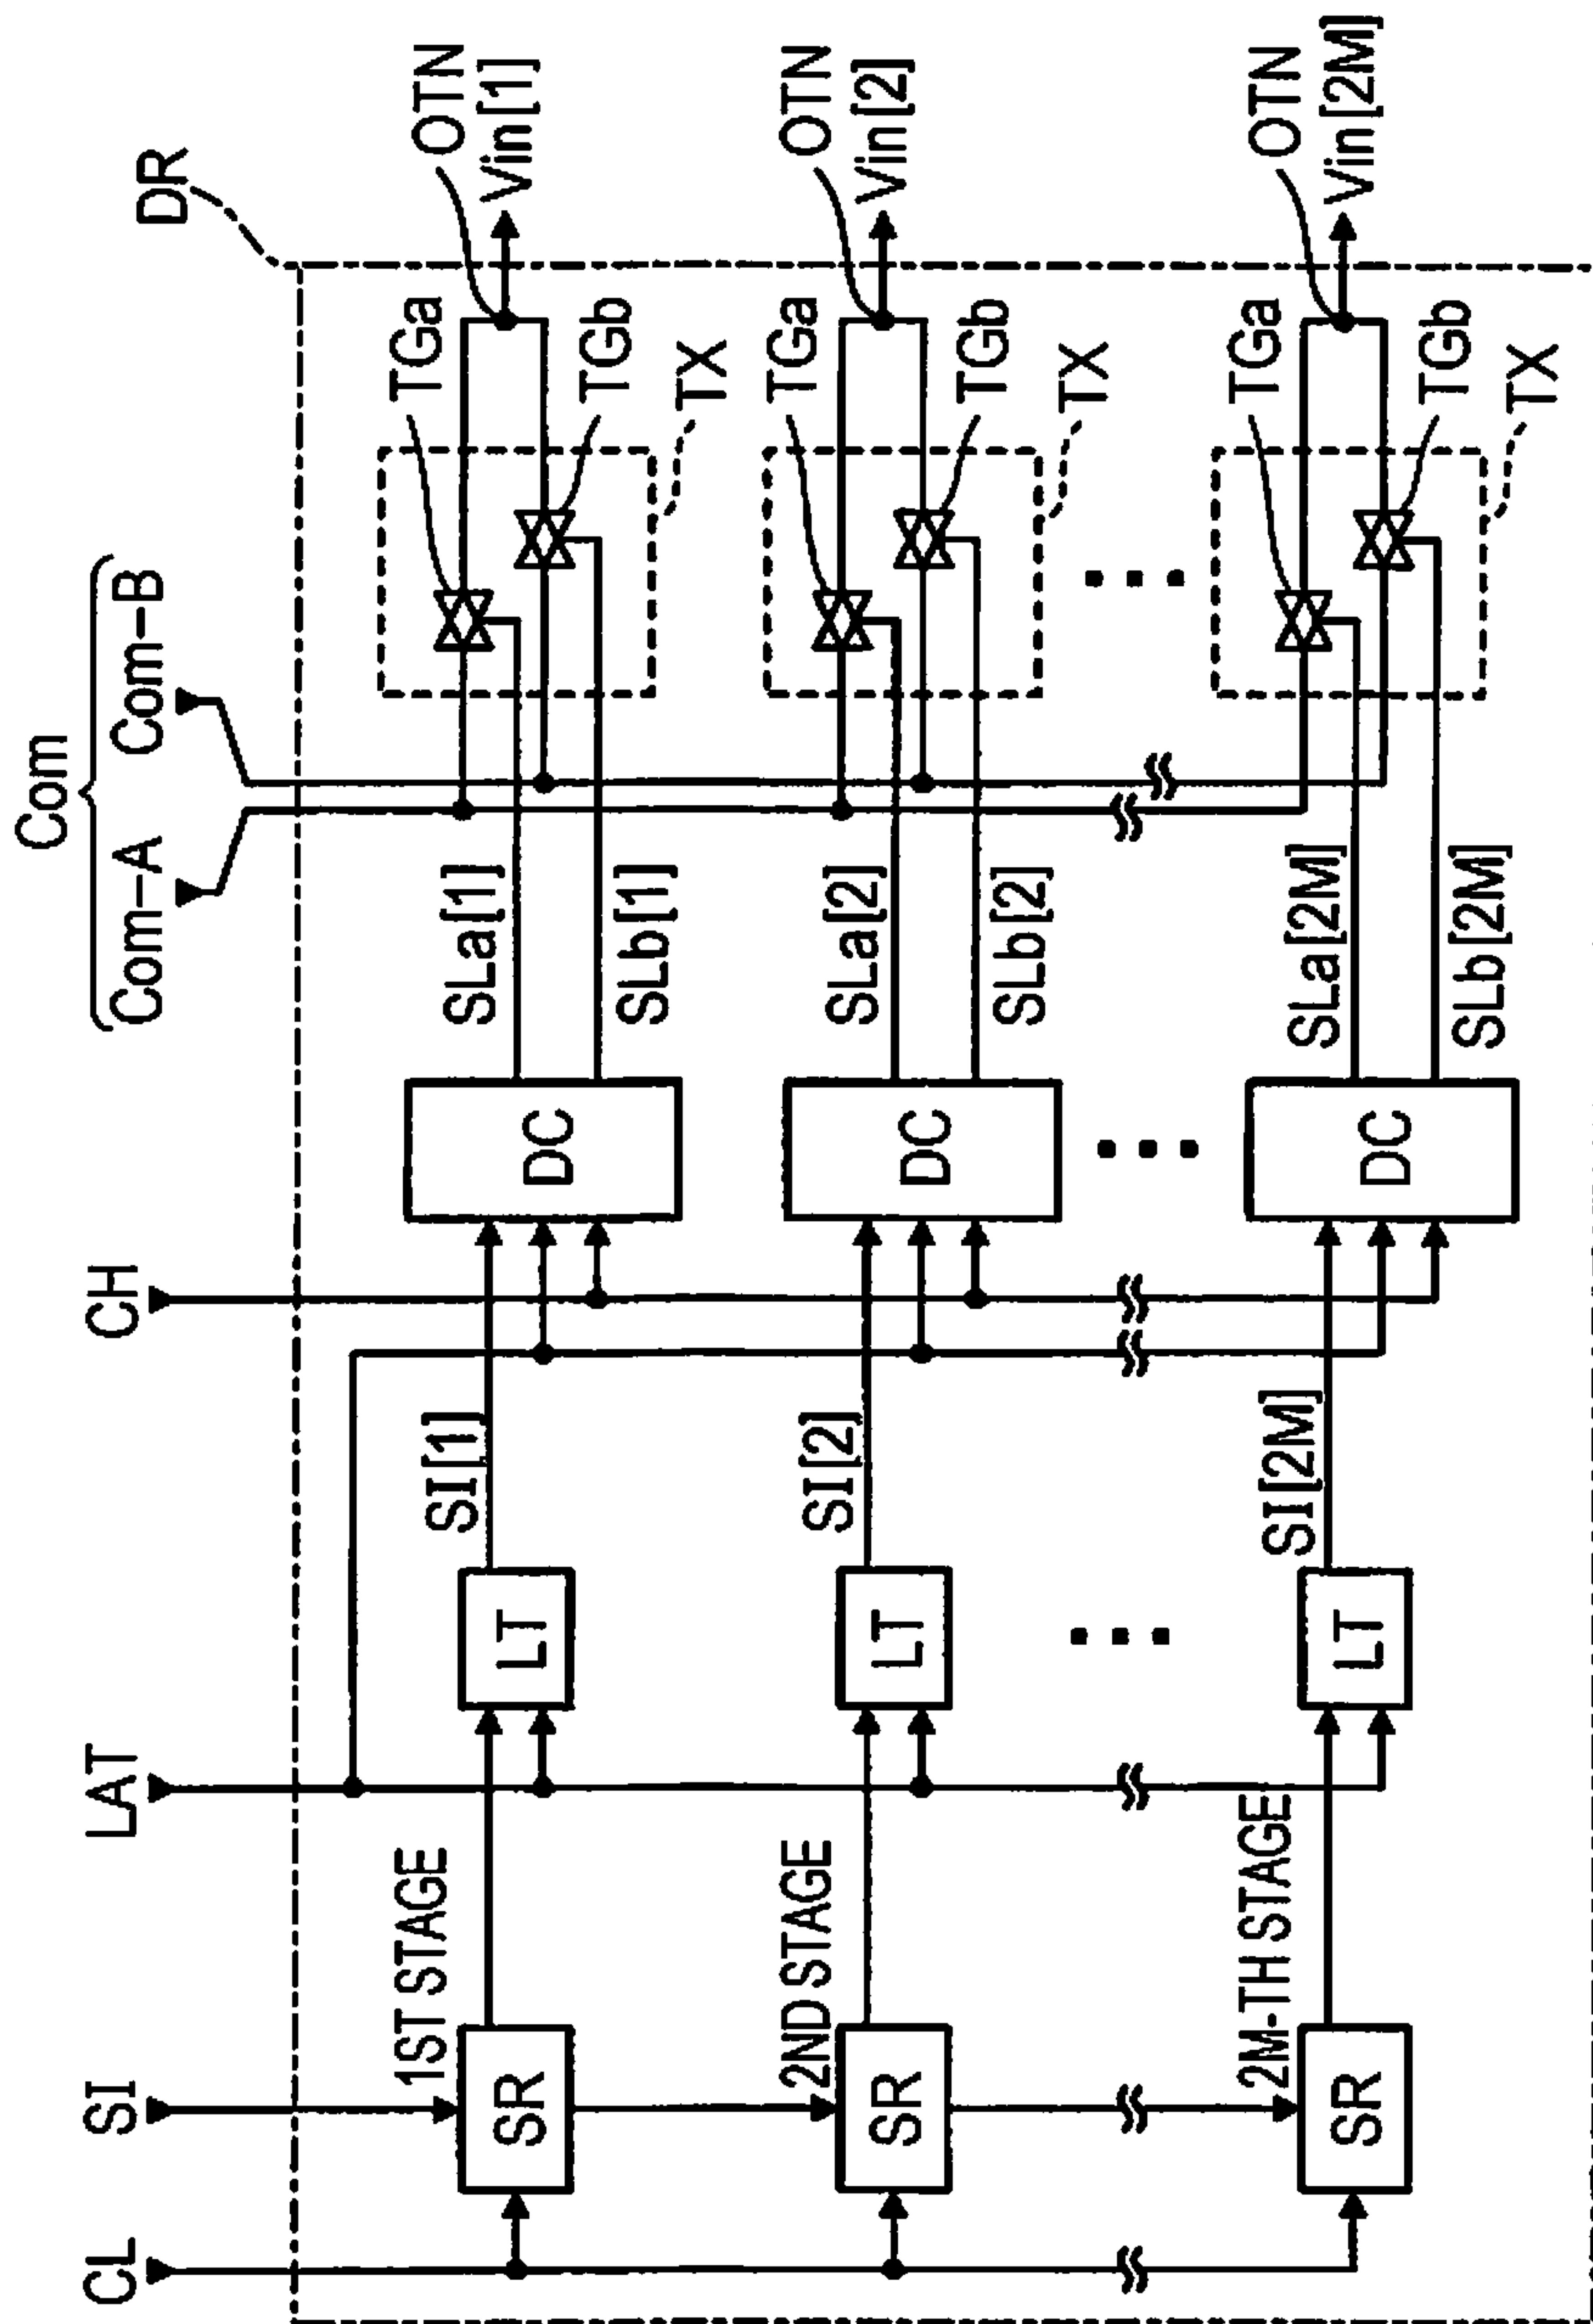 Com
Com-A
Com-B
CL
SI
LAT
CH
DR
1ST STAGE
SR
LT
SI[1]
DC
SLa[1]
SLb[1]
TGa
TGb
TX
OTN
Vin[1]
2ND STAGE
SR
LT
SI[2]
DC
SLa[2]
SLb[2]
TGa
TGb
TX
OTN
Vin[2]
2M-TH STAGE
SR
LT
SI[2M]
DC
SLa[2M]
SLb[2M]
TGa
TGb
TX
OTN
Vin[2M]